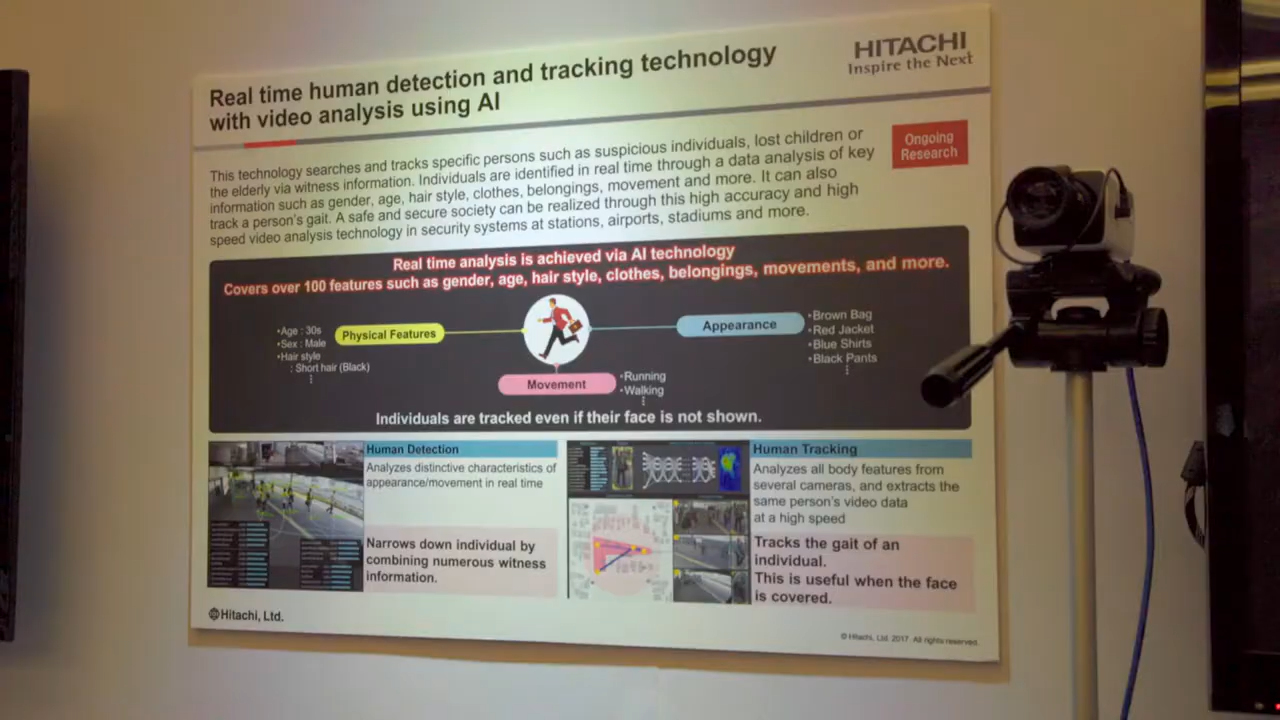 Real time human detection and tracking technology
with video analysis using AI
HITACHI
Inspire the Next
This technology searches and tracks specific persons such as suspicious individuals, lost children or
the elderly via witness information. Individuals are identified in real time through a data analysis of key
information such as gender, age, hair style, clothes, belongings, movement and more. It can also
track a person's gait. A safe and secure society can be realized through this high accuracy and high
speed video analysis technology in security systems at stations, airports, stadiums and more.
Ongoing
Research
Real time analysis is achieved via AI technology
Covers over 100 features such as gender, age, hair style, clothes, belongings, movements, and more.
•Age : 30s
•Sex : Male
•Hair style
: Short hair (Black)
Physical Features
Appearance
•Brown Bag
•Red Jacket
•Blue Shirts
•Black Pants
Movement
•Running
•Walking
Individuals are tracked even if their face is not shown.
Human Detection
Analyzes distinctive characteristics of
appearance/movement in real time
Narrows down individual by
combining numerous witness
information.
Human Tracking
Analyzes all body features from
several cameras, and extracts the
same person's video data
at a high speed
Tracks the gait of an
individual.
This is useful when the face
is covered.
Hitachi, Ltd.
© Hitachi, Ltd. 2017. All rights reserved.